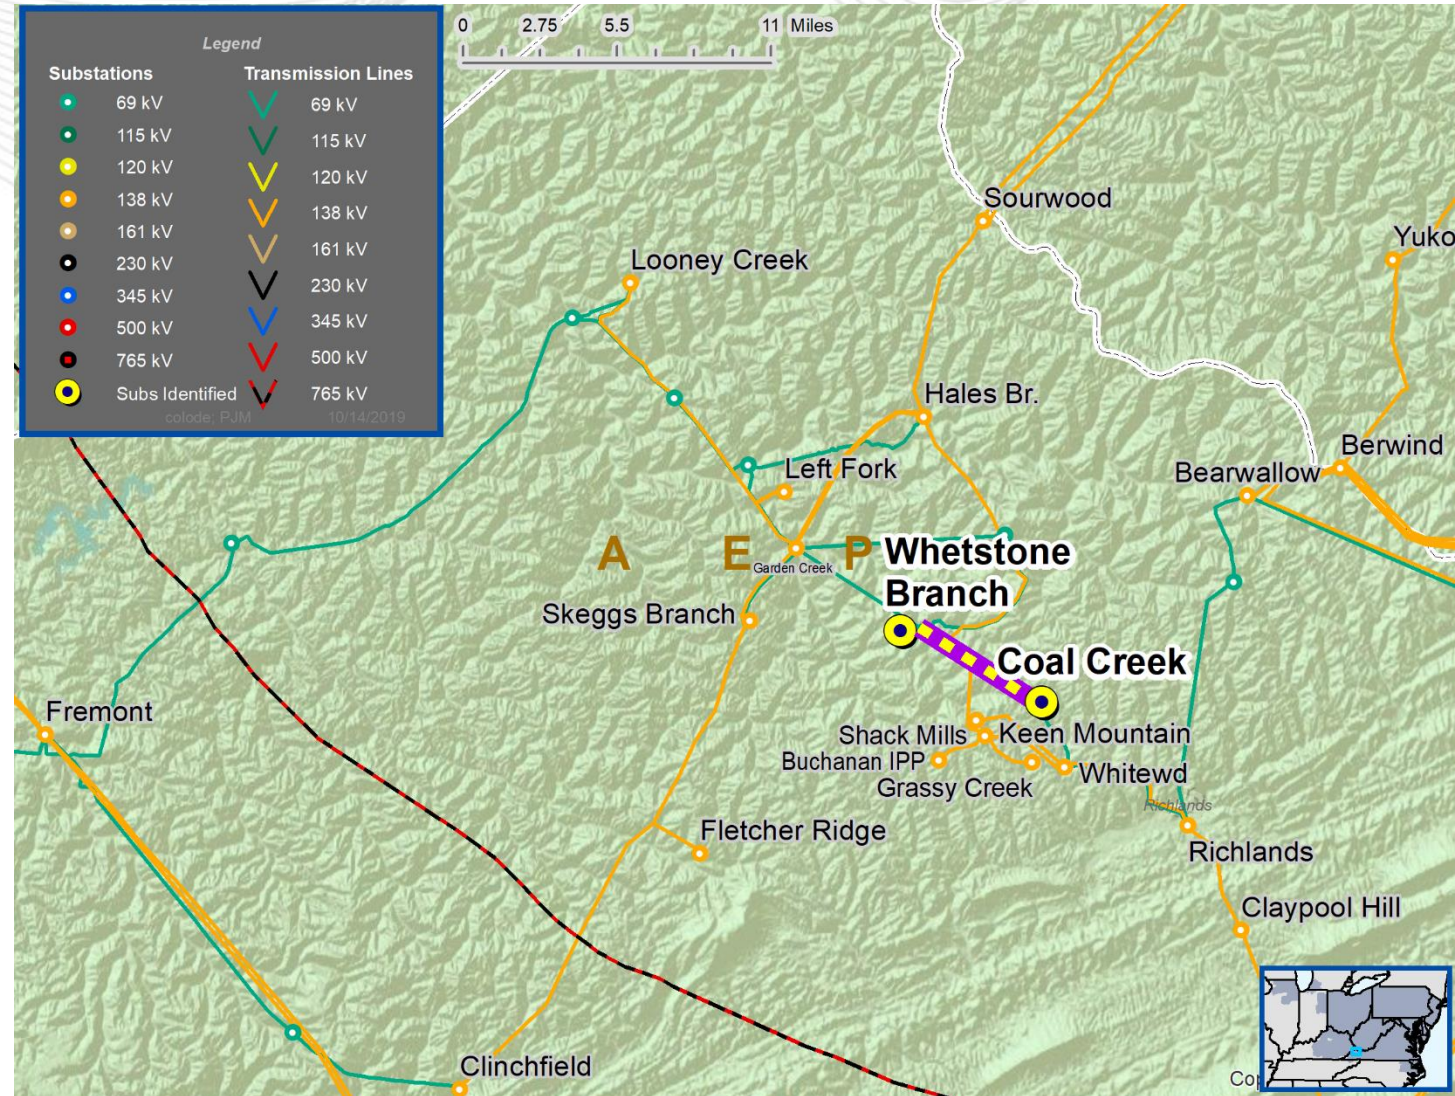 Legend
Substations
Transmission Lines
69 kV
69 kV
115 kV
115 kV
120 kV
120 kV
138 kV
138 kV
161 kV
161 kV
230 kV
230 kV
345 kV
345 kV
500 kV
500 kV
765 kV
765 kV
Subs Identified
colode; PJM
10/14/2019
0 2.75 5.5 11 Miles
Sourwood
Yuko
Looney Creek
Hales Br.
Berwind
Left Fork
Bearwallow
A E P
Garden Creek
Whetstone
Branch
Skeggs Branch
Coal Creek
Fremont
Shack Mills
Keen Mountain
Buchanan IPP
Whitewd
Grassy Creek
Richlands
Fletcher Ridge
Richlands
Claypool Hill
Clinchfield